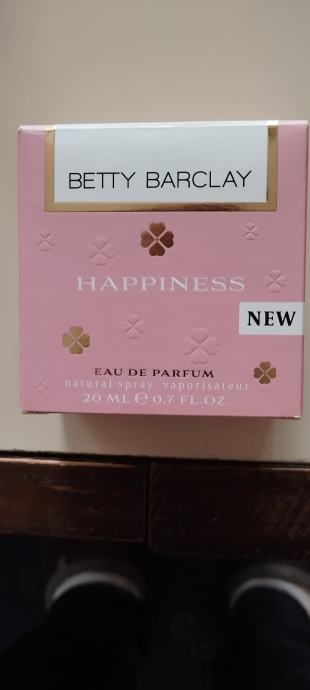 BETTY BARCLAY
HAPPINESS
NEW
EAU DE PARFUM
natural spray vaporisateur
20 ML ℮ 0.7 FL.OZ.